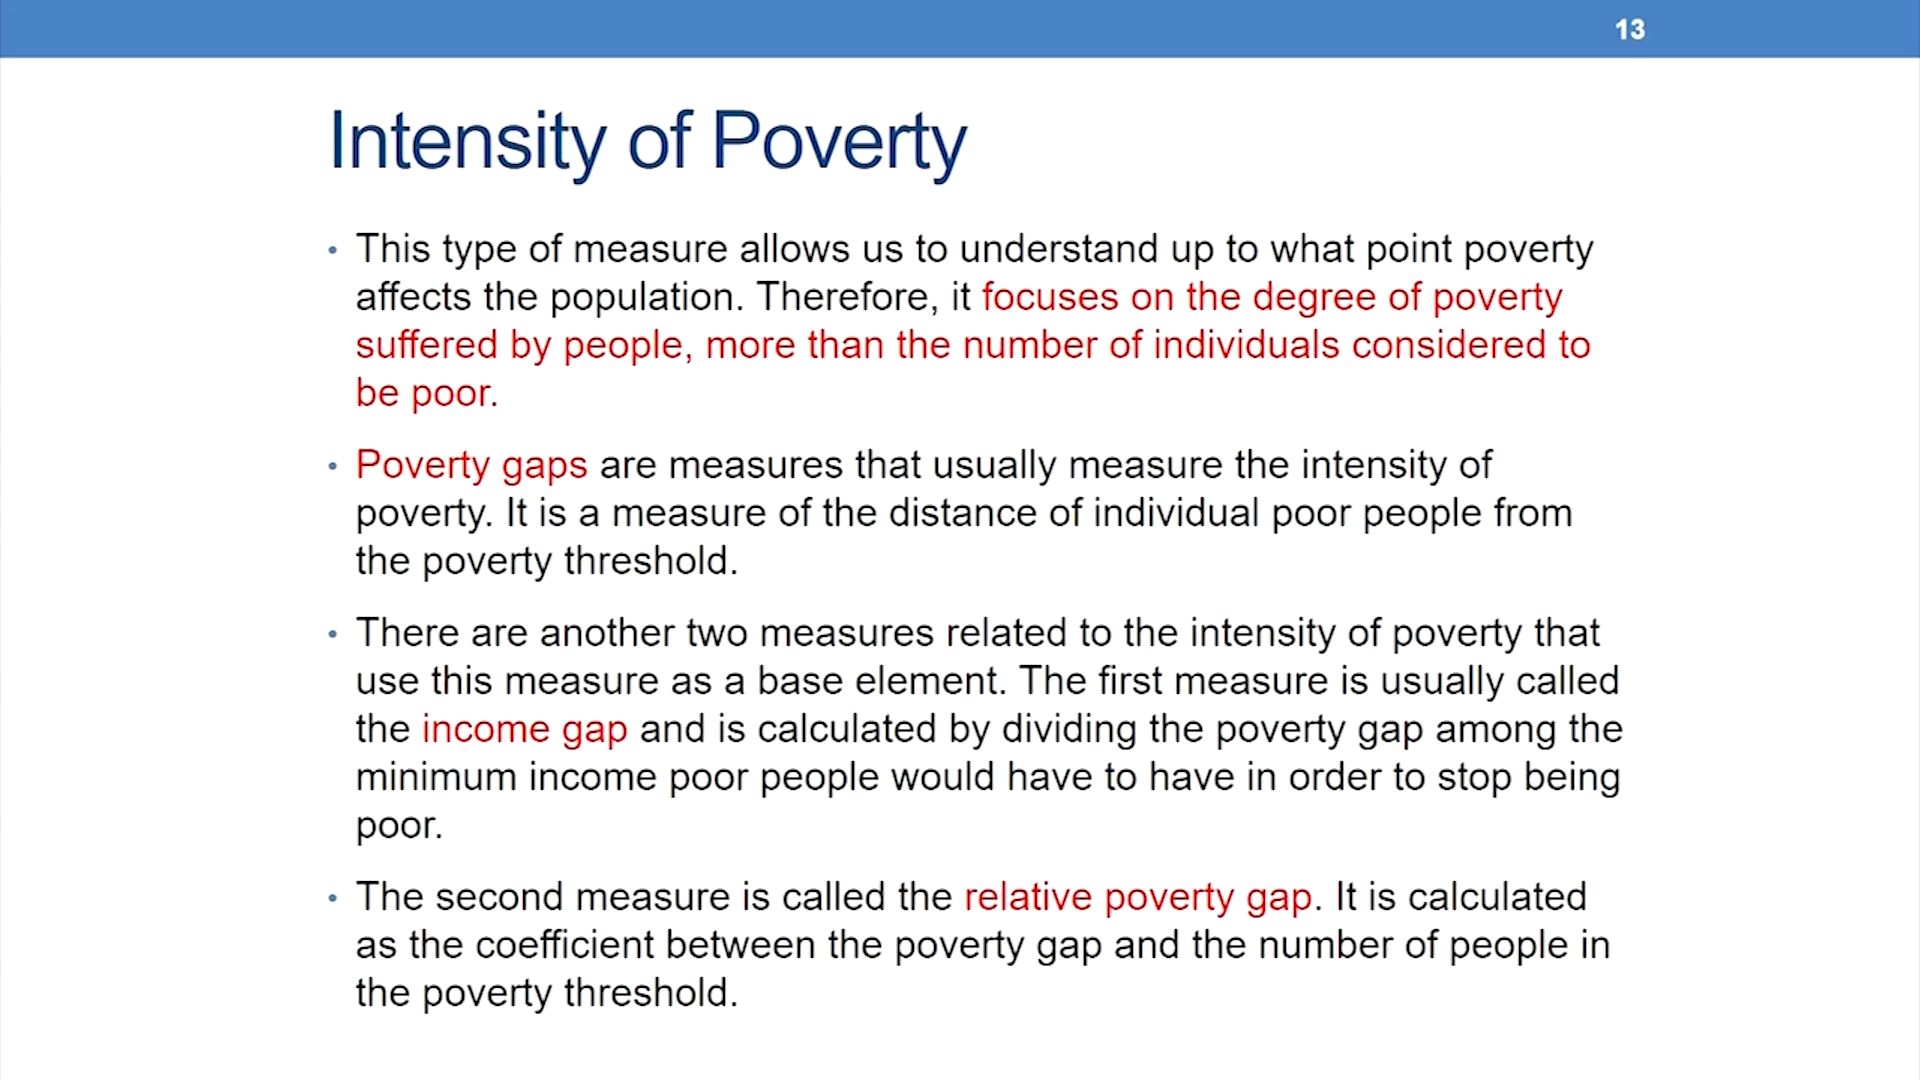 13
Intensity of Poverty
• This type of measure allows us to understand up to what point poverty
affects the population. Therefore, it focuses on the degree of poverty
suffered by people, more than the number of individuals considered to
be poor.
• Poverty gaps are measures that usually measure the intensity of
poverty. It is a measure of the distance of individual poor people from
the poverty threshold.
• There are another two measures related to the intensity of poverty that
use this measure as a base element. The first measure is usually called
the income gap and is calculated by dividing the poverty gap among the
minimum income poor people would have to have in order to stop being
poor.
• The second measure is called the relative poverty gap. It is calculated
as the coefficient between the poverty gap and the number of people in
the poverty threshold.